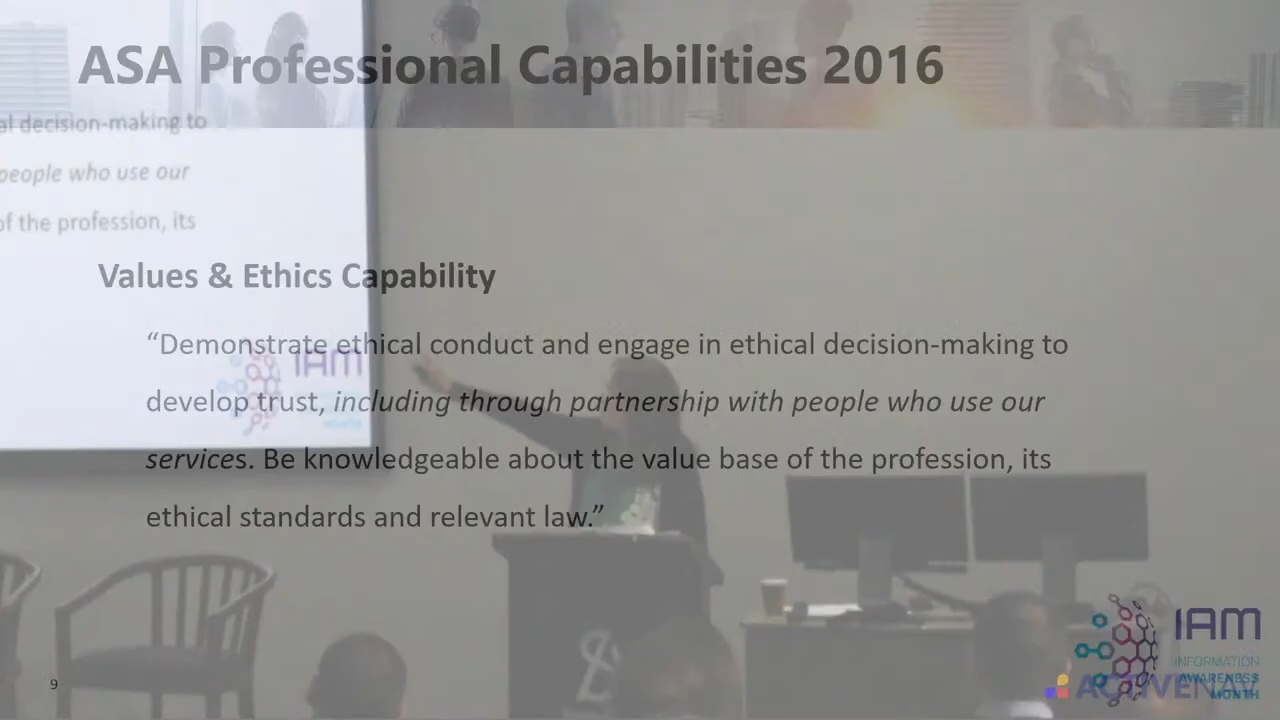 ASA Professional Capabilities 2016
al decision-making to
people who use our
of the profession, its
Values & Ethics Capability
“Demonstrate ethical conduct and engage in ethical decision-making to
develop trust, including through partnership with people who use our
services. Be knowledgeable about the value base of the profession, its
ethical standards and relevant law.”
IAM
MONTH
9
IAM
INFORMATION
AWARENESS
MONTH
ACTIVENAV